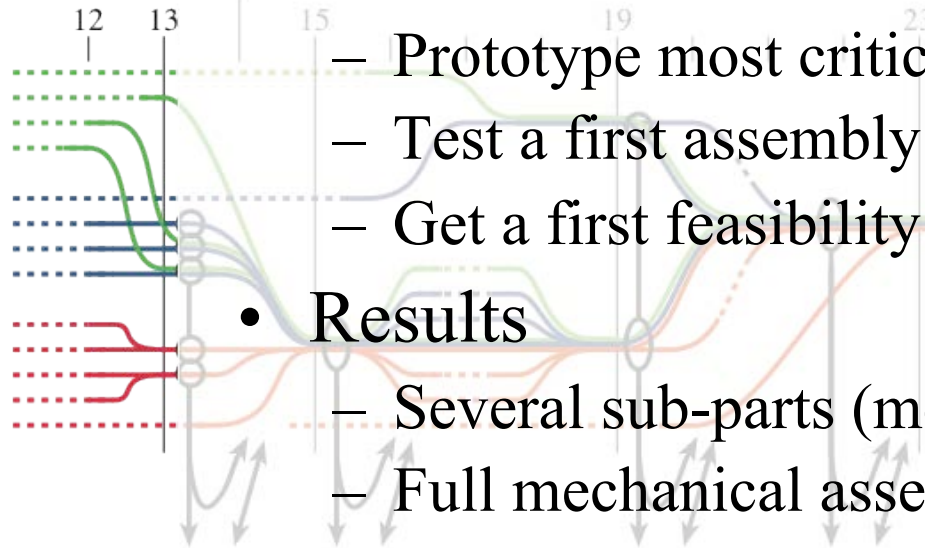 12 13 15 19 23
– Prototype most critic
– Test a first assembly
– Get a first feasibility
• Results
– Several sub-parts (m
– Full mechanical asse